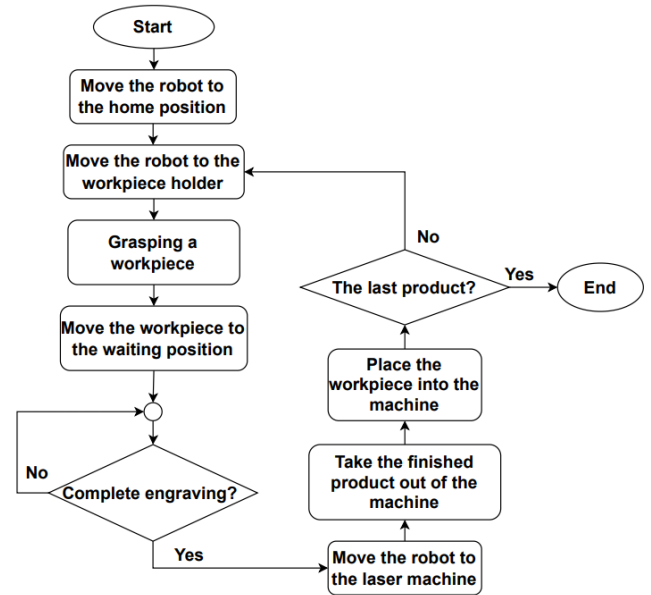 Start
Move the robot to
the home position
Move the robot to the
workpiece holder
Grasping a
workpiece
Move the workpiece to
the waiting position
No
Complete engraving?
Yes
Move the robot to
the laser machine
Take the finished
product out of the
machine
Place the
workpiece into the
machine
The last product?
No
Yes
End